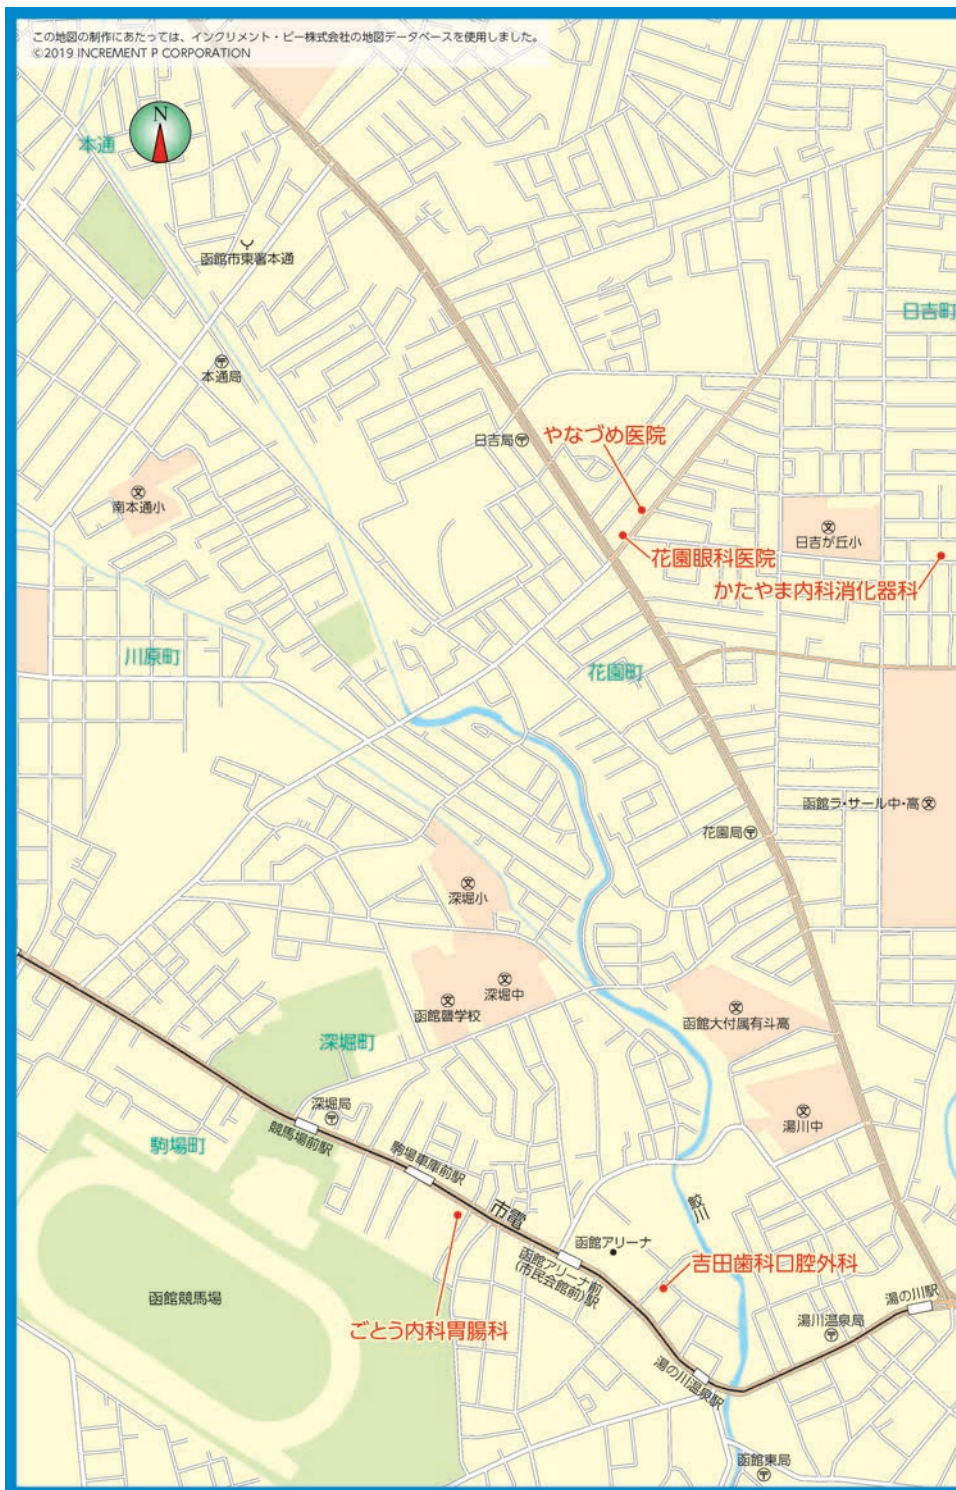 この地図の制作にあたっては、インクリメント・ピー株式会社の地図データベースを使用しました。
©2019 INCREMENT P CORPORATION
N
本通
函館市東署本通
日吉町
本通局
日吉局
やなづめ医院
南本通小
日吉が丘小
花園眼科医院
かたやま内科消化器科
川原町
花園町
函館ラ・サール中・高
花園局
深堀小
深堀中
函館聾学校
函館大付属有斗高
深堀町
深堀局
湯川中
競馬場前駅
駒場町
駒場車庫前駅
市電
鮫川
函館アリーナ
函館アリーナ前
(市民会館前)駅
吉田歯科口腔外科
函館競馬場
湯の川駅
湯川温泉局
ごとう内科胃腸科
湯の川温泉駅
函館東局